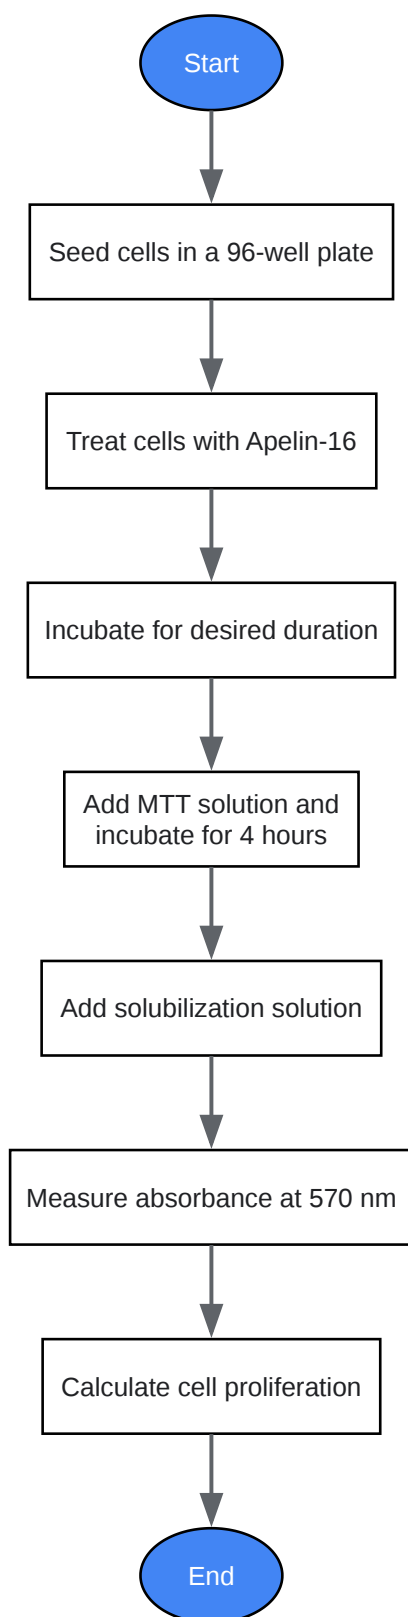 Start
Seed cells in a 96-well plate
Treat cells with Apelin-16
Incubate for desired duration
Add MTT solution and
incubate for 4 hours
Add solubilization solution
Measure absorbance at 570 nm
Calculate cell proliferation
End